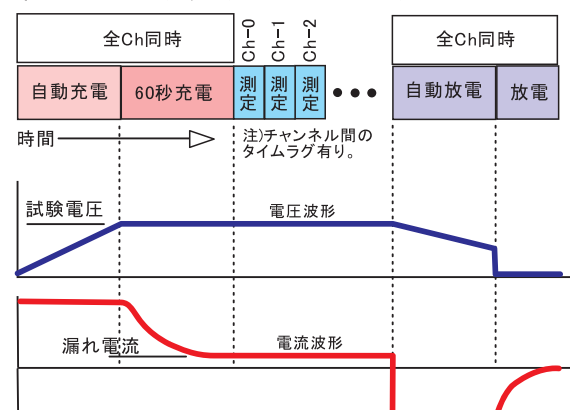 全Ch同時
Ch-0
Ch-1
Ch-2
全Ch同時
自動充電
60秒充電
測定
測定
測定
●●●
自動放電
放電
時間
注)チャンネル間の
タイムラグ有り。
試験電圧
電圧波形
漏れ電流
電流波形